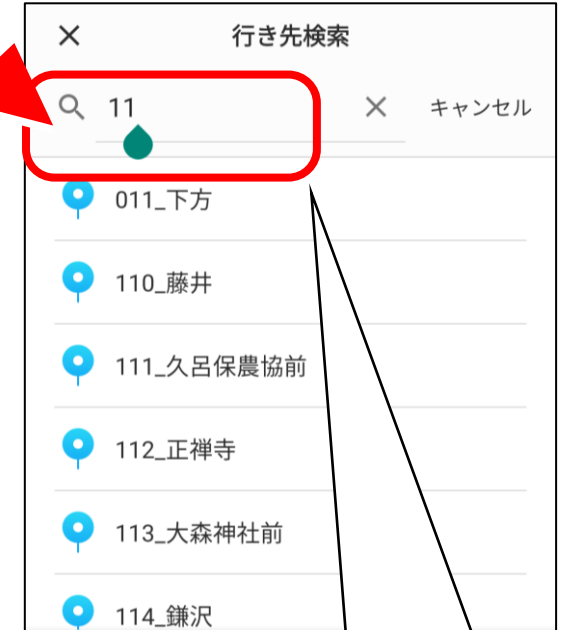 行き先検索
11 キャンセル
011_下方
110_藤井
111_久呂保農協前
112_正禅寺
113_大森神社前
114_鎌沢